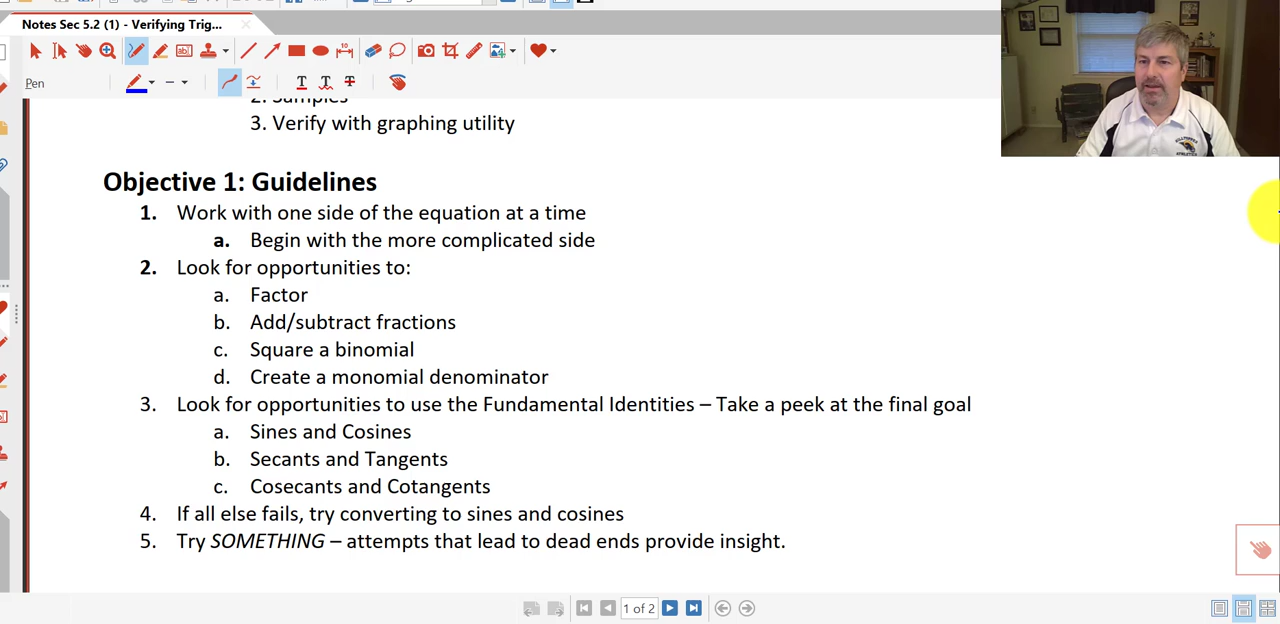 Notes Sec 5.2 (1) - Verifying Trig...
Pen
2. Samples
3. Verify with graphing utility
Objective 1: Guidelines
1. Work with one side of the equation at a time
a. Begin with the more complicated side
2. Look for opportunities to:
a. Factor
b. Add/subtract fractions
c. Square a binomial
d. Create a monomial denominator
3. Look for opportunities to use the Fundamental Identities – Take a peek at the final goal
a. Sines and Cosines
b. Secants and Tangents
c. Cosecants and Cotangents
4. If all else fails, try converting to sines and cosines
5. Try SOMETHING – attempts that lead to dead ends provide insight.
1 of 2